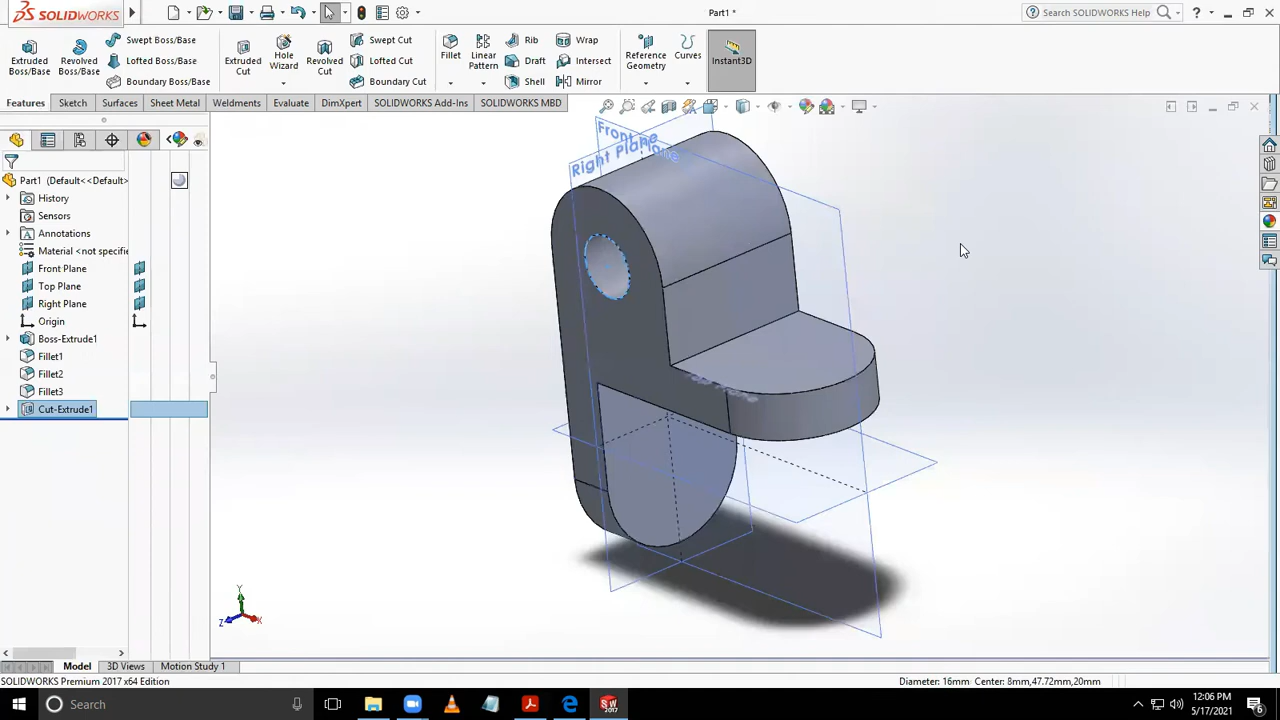 SOLIDWORKS
Part1 *
Search SOLIDWORKS Help
Extruded Boss/Base
Revolved Boss/Base
Swept Boss/Base
Lofted Boss/Base
Boundary Boss/Base
Extruded Cut
Hole Wizard
Revolved Cut
Swept Cut
Lofted Cut
Boundary Cut
Fillet
Linear Pattern
Rib
Draft
Shell
Wrap
Intersect
Mirror
Reference Geometry
Curves
Instant3D
Features
Sketch
Surfaces
Sheet Metal
Weldments
Evaluate
DimXpert
SOLIDWORKS Add-Ins
SOLIDWORKS MBD
Part1 (Default<<Default>
History
Sensors
Annotations
Material <not specifie
Front Plane
Top Plane
Right Plane
Origin
Boss-Extrude1
Fillet1
Fillet2
Fillet3
Cut-Extrude1
Right Plane
Y
Z
X
Model
3D Views
Motion Study 1
SOLIDWORKS Premium 2017 x64 Edition
Diameter: 16mm Center: 8mm,47.72mm,20mm
Search
SW
2017
12:06 PM
5/17/2021
6